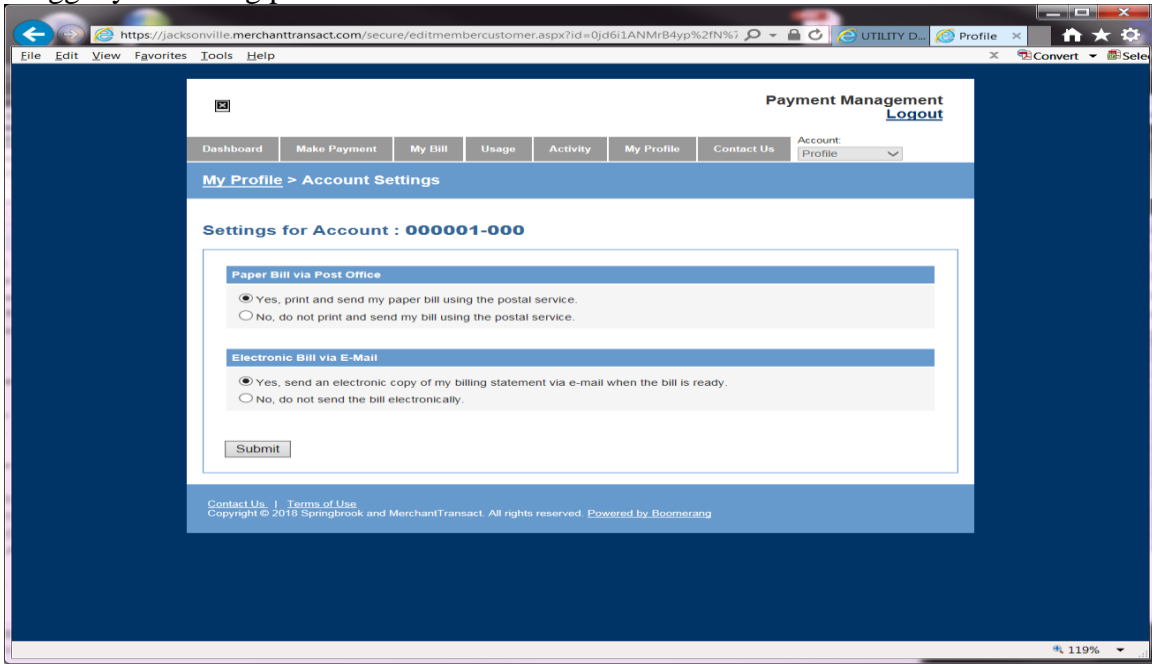 https://jacksonville.merchanttransact.com/secure/editmembercustomer.aspx?id=0jd6i1ANMrB4yp%2fN%7
UTILITY D...
Profile
File Edit View Favorites Tools Help
Convert
Payment Management
Logout
Dashboard Make Payment My Bill Usage Activity My Profile Contact Us
Account:
Profile
My Profile > Account Settings
Settings for Account : 000001-000
Paper Bill via Post Office
Yes, print and send my paper bill using the postal service.
No, do not print and send my bill using the postal service.
Electronic Bill via E-Mail
Yes, send an electronic copy of my billing statement via e-mail when the bill is ready.
No, do not send the bill electronically.
Submit
Contact Us | Terms of Use
Copyright © 2018 Springbrook and MerchantTransact. All rights reserved. Powered by Boomerang
119%